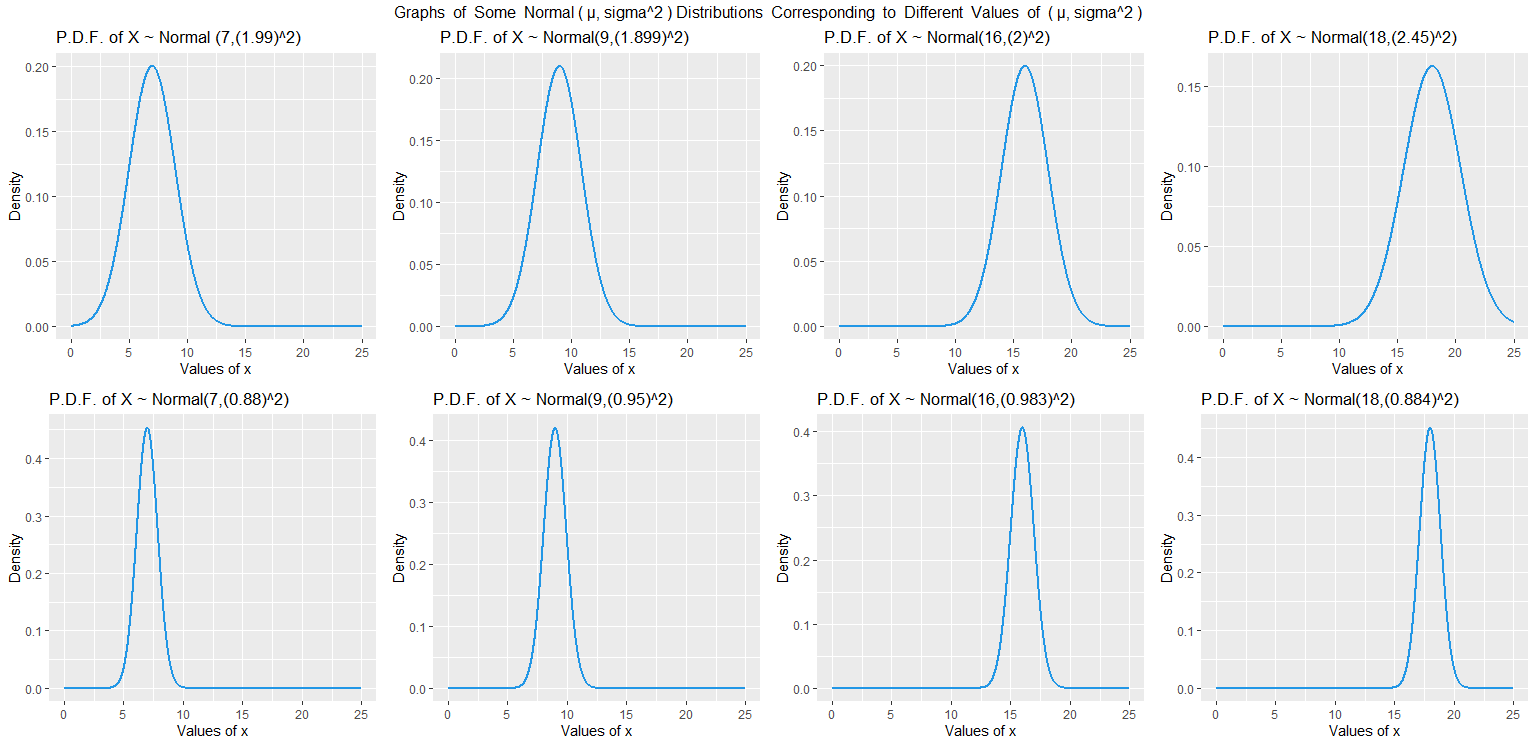 Graphs of Some Normal ( μ, sigma^2 ) Distributions Corresponding to Different Values of ( μ, sigma^2 )
P.D.F. of X ~ Normal (7,(1.99)^2)
0.20
0.15
0.10
0.05
0.00
Density
0 5 10 15 20 25
Values of x
P.D.F. of X ~ Normal(9,(1.899)^2)
0.20
0.15
0.10
0.05
0.00
Density
0 5 10 15 20 25
Values of x
P.D.F. of X ~ Normal(16,(2)^2)
0.20
0.15
0.10
0.05
0.00
Density
0 5 10 15 20 25
Values of x
P.D.F. of X ~ Normal(18,(2.45)^2)
0.15
0.10
0.05
0.00
Density
0 5 10 15 20 25
Values of x
P.D.F. of X ~ Normal(7,(0.88)^2)
0.4
0.3
0.2
0.1
0.0
Density
0 5 10 15 20 25
Values of x
P.D.F. of X ~ Normal(9,(0.95)^2)
0.4
0.3
0.2
0.1
0.0
Density
0 5 10 15 20 25
Values of x
P.D.F. of X ~ Normal(16,(0.983)^2)
0.4
0.3
0.2
0.1
0.0
Density
0 5 10 15 20 25
Values of x
P.D.F. of X ~ Normal(18,(0.884)^2)
0.4
0.3
0.2
0.1
0.0
Density
0 5 10 15 20 25
Values of x